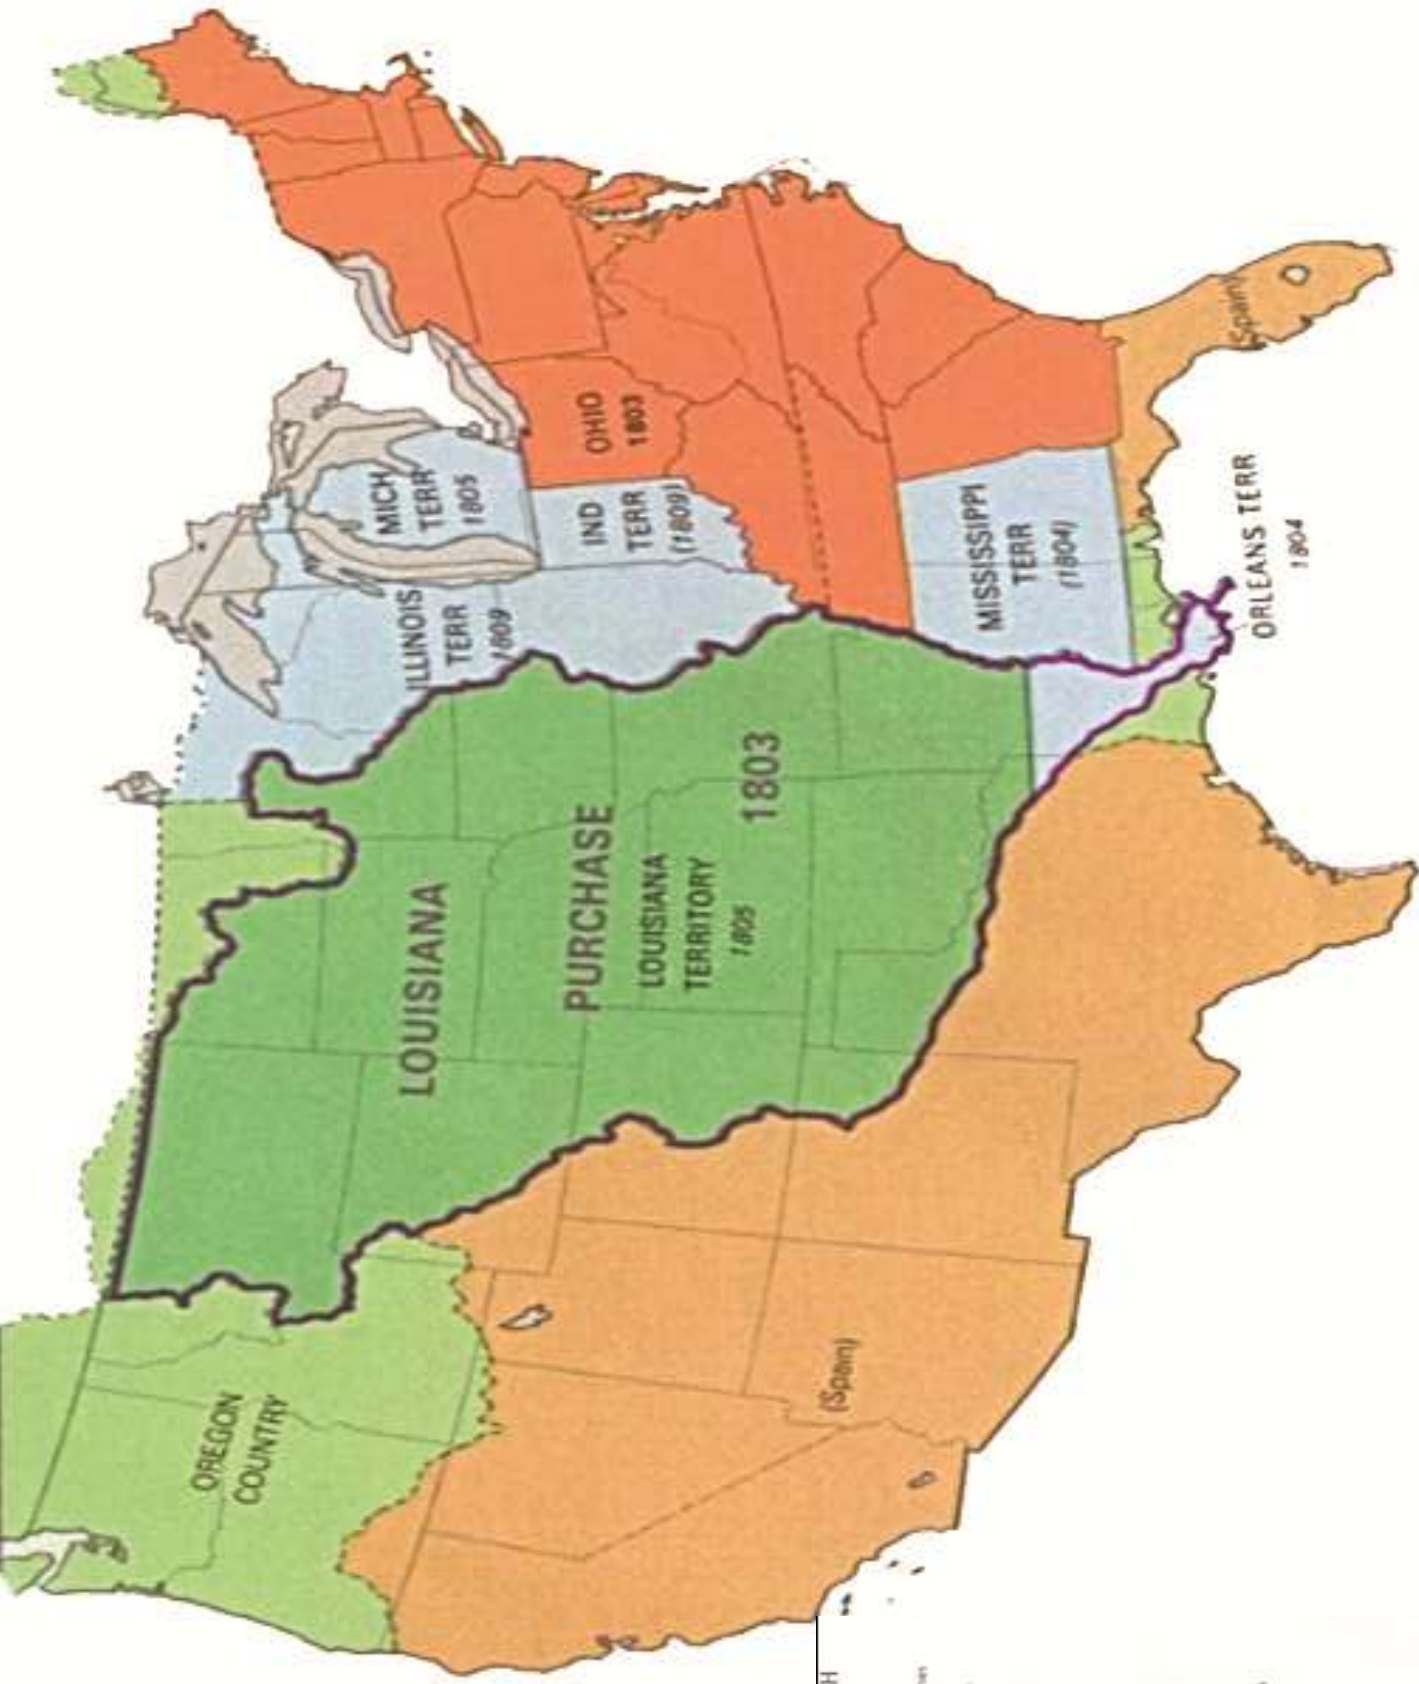 OREGON
COUNTRY
LOUISIANA
PURCHASE
LOUISIANA
TERRITORY
1805
1803
(Spain)
ILLINOIS
TERR
1809
MICH
TERR
1805
IND
TERR
(1809)
OHIO
1803
MISSISSIPPI
TERR
(1804)
ORLEANS TERR
1804
(Spain)
H